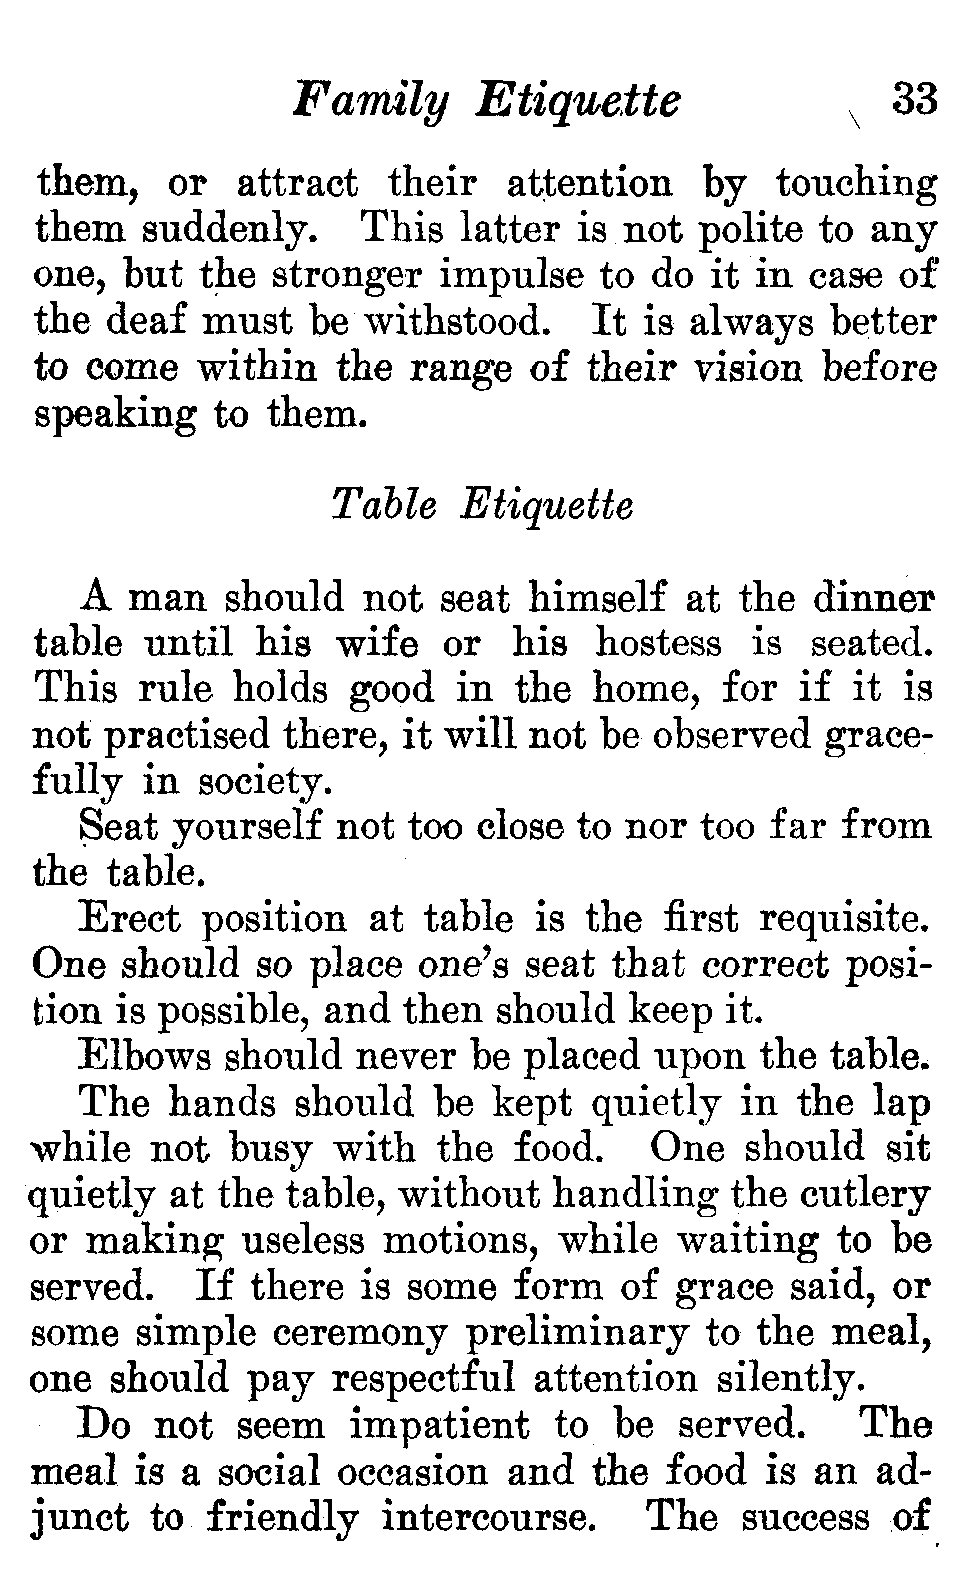 Family Etiquette 33
them, or attract their attention by touching
them suddenly. This latter is not polite to any
one, but the stronger impulse to do it in case of
the deaf must be withstood. It is always better
to come within the range of their vision before
speaking to them.
Table Etiquette
A man should not seat himself at the dinner
table until his wife or his hostess is seated.
This rule holds good in the home, for if it is
not practised there, it will not be observed grace-
fully in society.
Seat yourself not too close to nor too far from
the table.
Erect position at table is the first requisite.
One should so place one's seat that correct posi-
tion is possible, and then should keep it.
Elbows should never be placed upon the table.
The hands should be kept quietly in the lap
while not busy with the food. One should sit
quietly at the table, without handling the cutlery
or making useless motions, while waiting to be
served. If there is some form of grace said, or
some simple ceremony preliminary to the meal,
one should pay respectful attention silently.
Do not seem impatient to be served. The
meal is a social occasion and the food is an ad-
junct to friendly intercourse. The success of